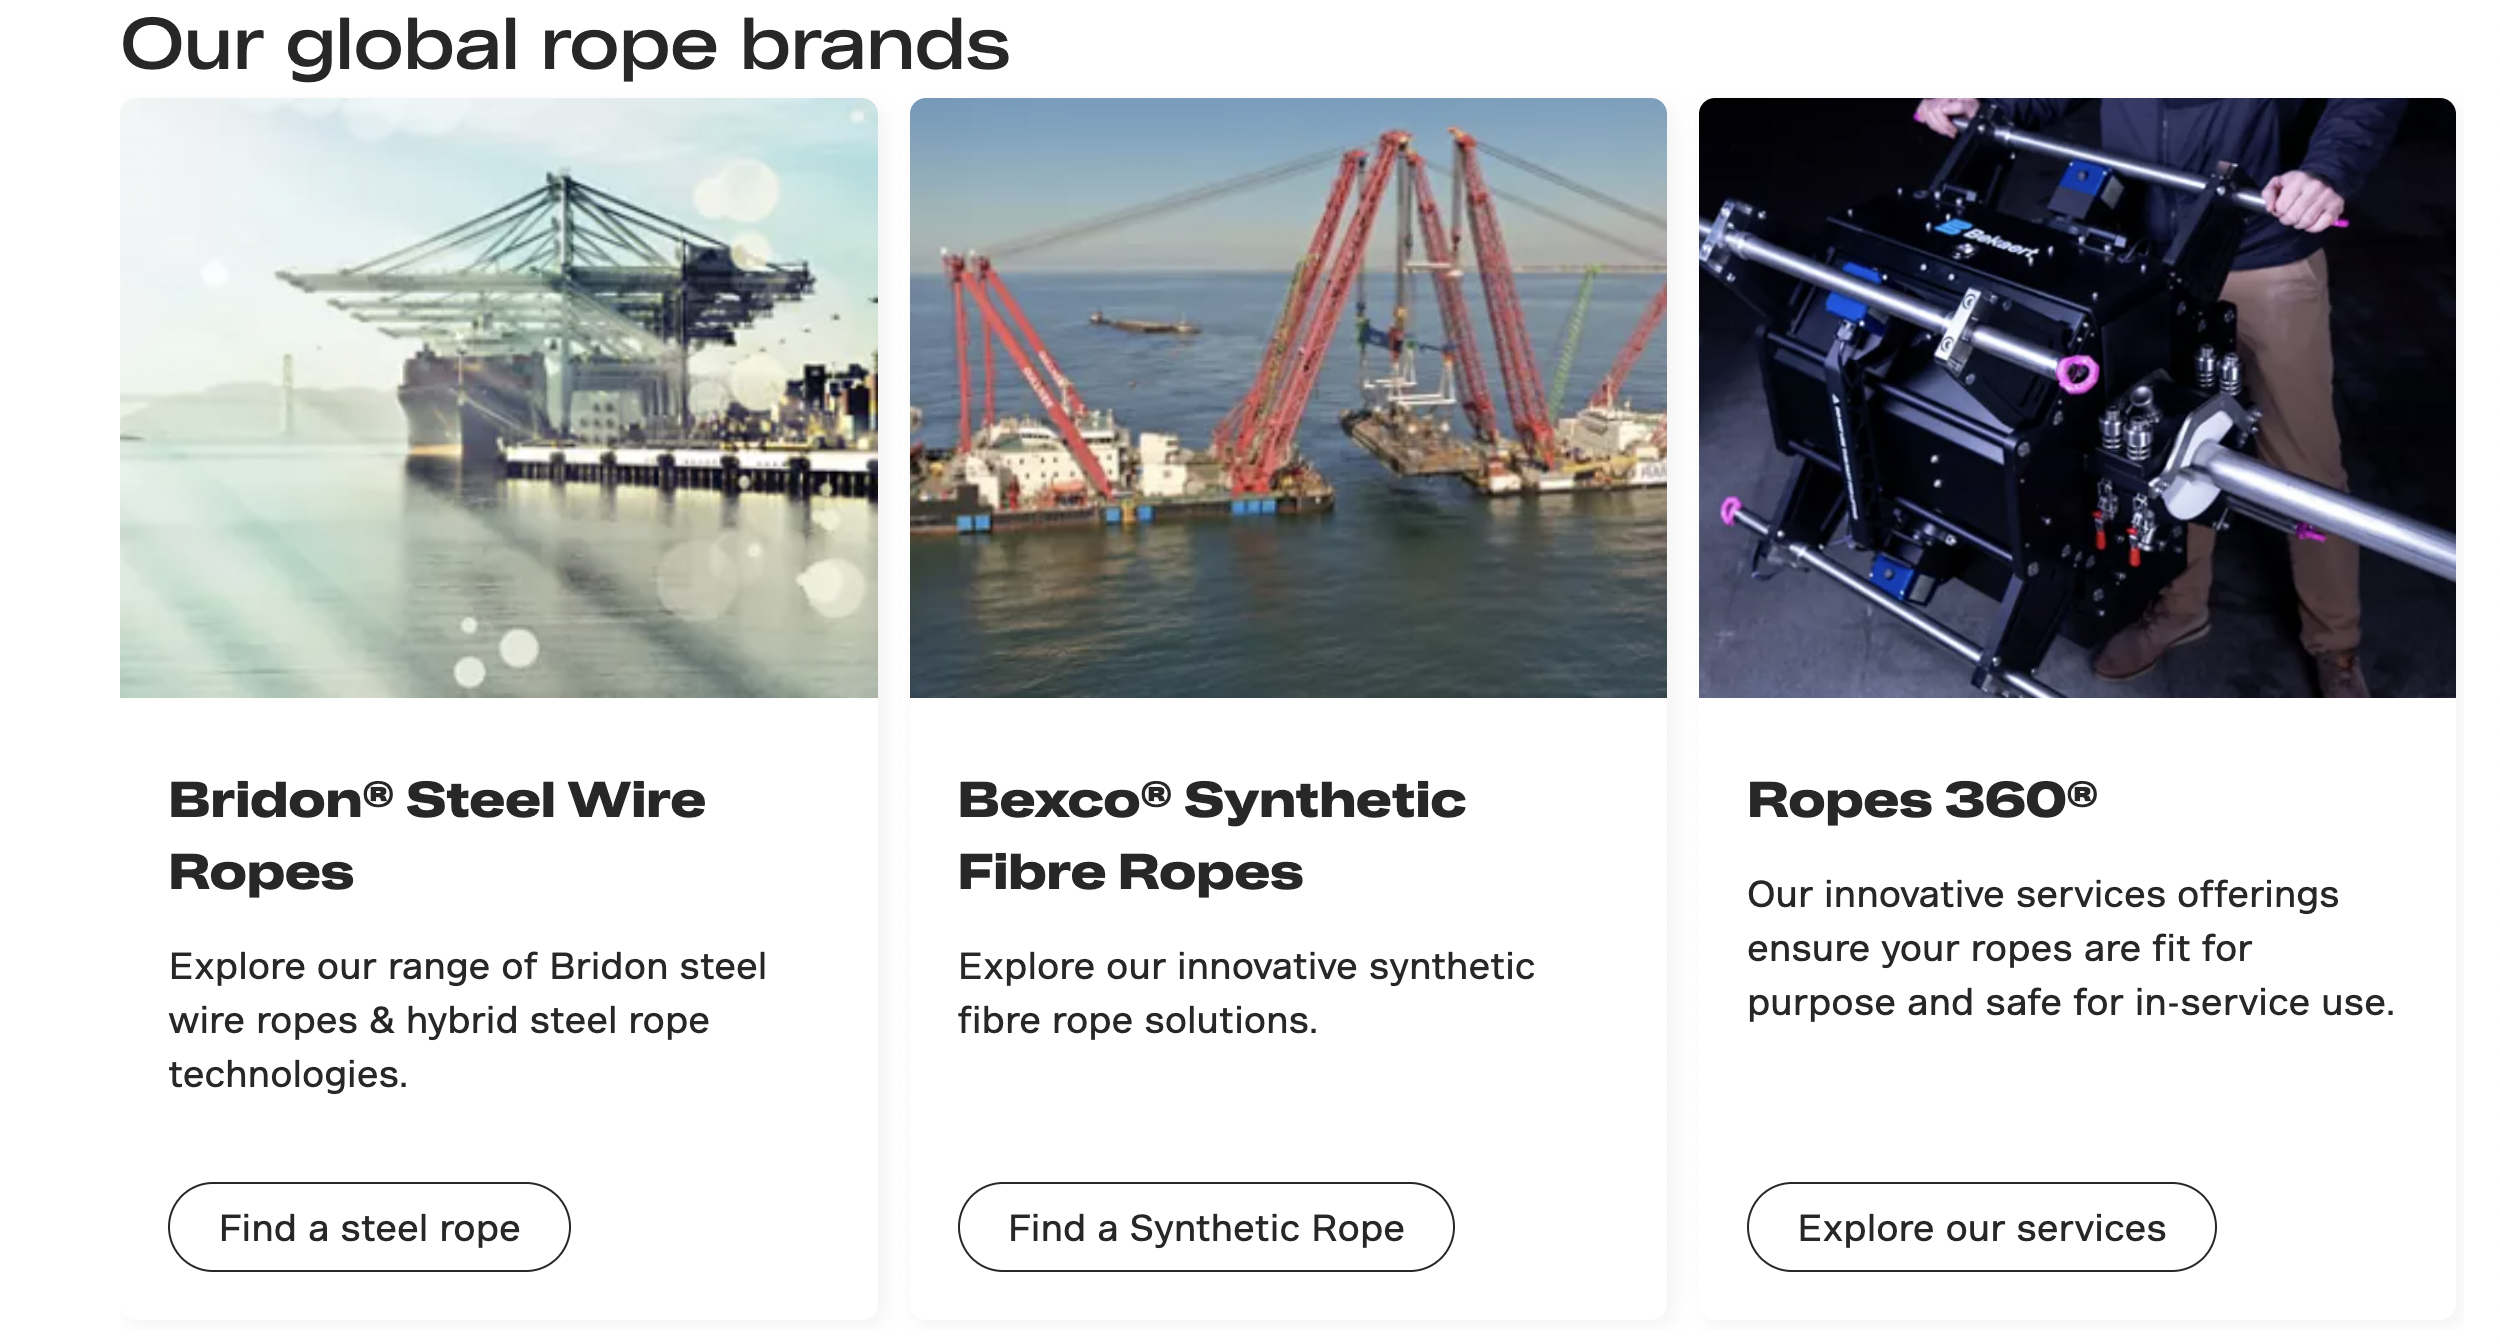 Our global rope brands
Bekaert
Bridon® Steel Wire
Ropes
Explore our range of Bridon steel
wire ropes & hybrid steel rope
technologies.
Find a steel rope
Bexco® Synthetic
Fibre Ropes
Explore our innovative synthetic
fibre rope solutions.
Find a Synthetic Rope
Ropes 360®
Our innovative services offerings
ensure your ropes are fit for
purpose and safe for in-service use.
Explore our services